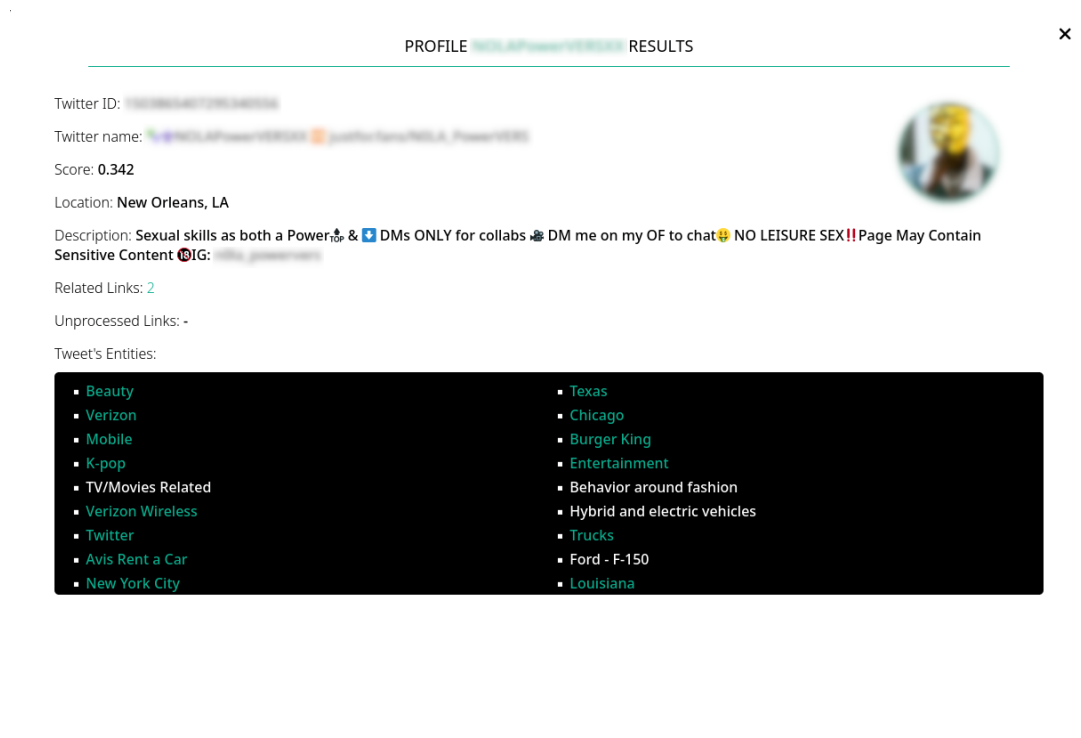 PROFILE RESULTS
Twitter ID:
Twitter name:
Score: 0.342
Location: New Orleans, LA
Description: Sexual skills as both a Power🔝 & ⬇️ DMs ONLY for collabs 🎥 DM me on my OF to chat🤑 NO LEISURE SEX‼️Page May Contain
Sensitive Content 🔞IG:
Related Links: 2
Unprocessed Links: -
Tweet's Entities:
Beauty
Verizon
Mobile
K-pop
TV/Movies Related
Verizon Wireless
Twitter
Avis Rent a Car
New York City
Texas
Chicago
Burger King
Entertainment
Behavior around fashion
Hybrid and electric vehicles
Trucks
Ford - F-150
Louisiana